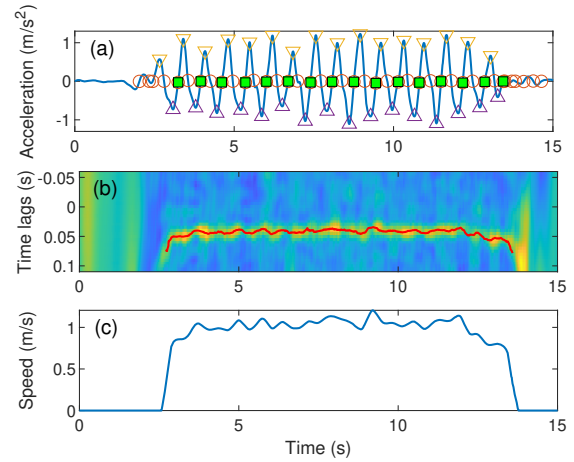 (a)
Acceleration (m/s²)
1
0
-1
0 5 10 15
(b)
Time lags (s)
-0.05
0
0.05
0.1
0 5 10 15
(c)
Speed (m/s)
1
0.5
0
0 5 10 15
Time (s)